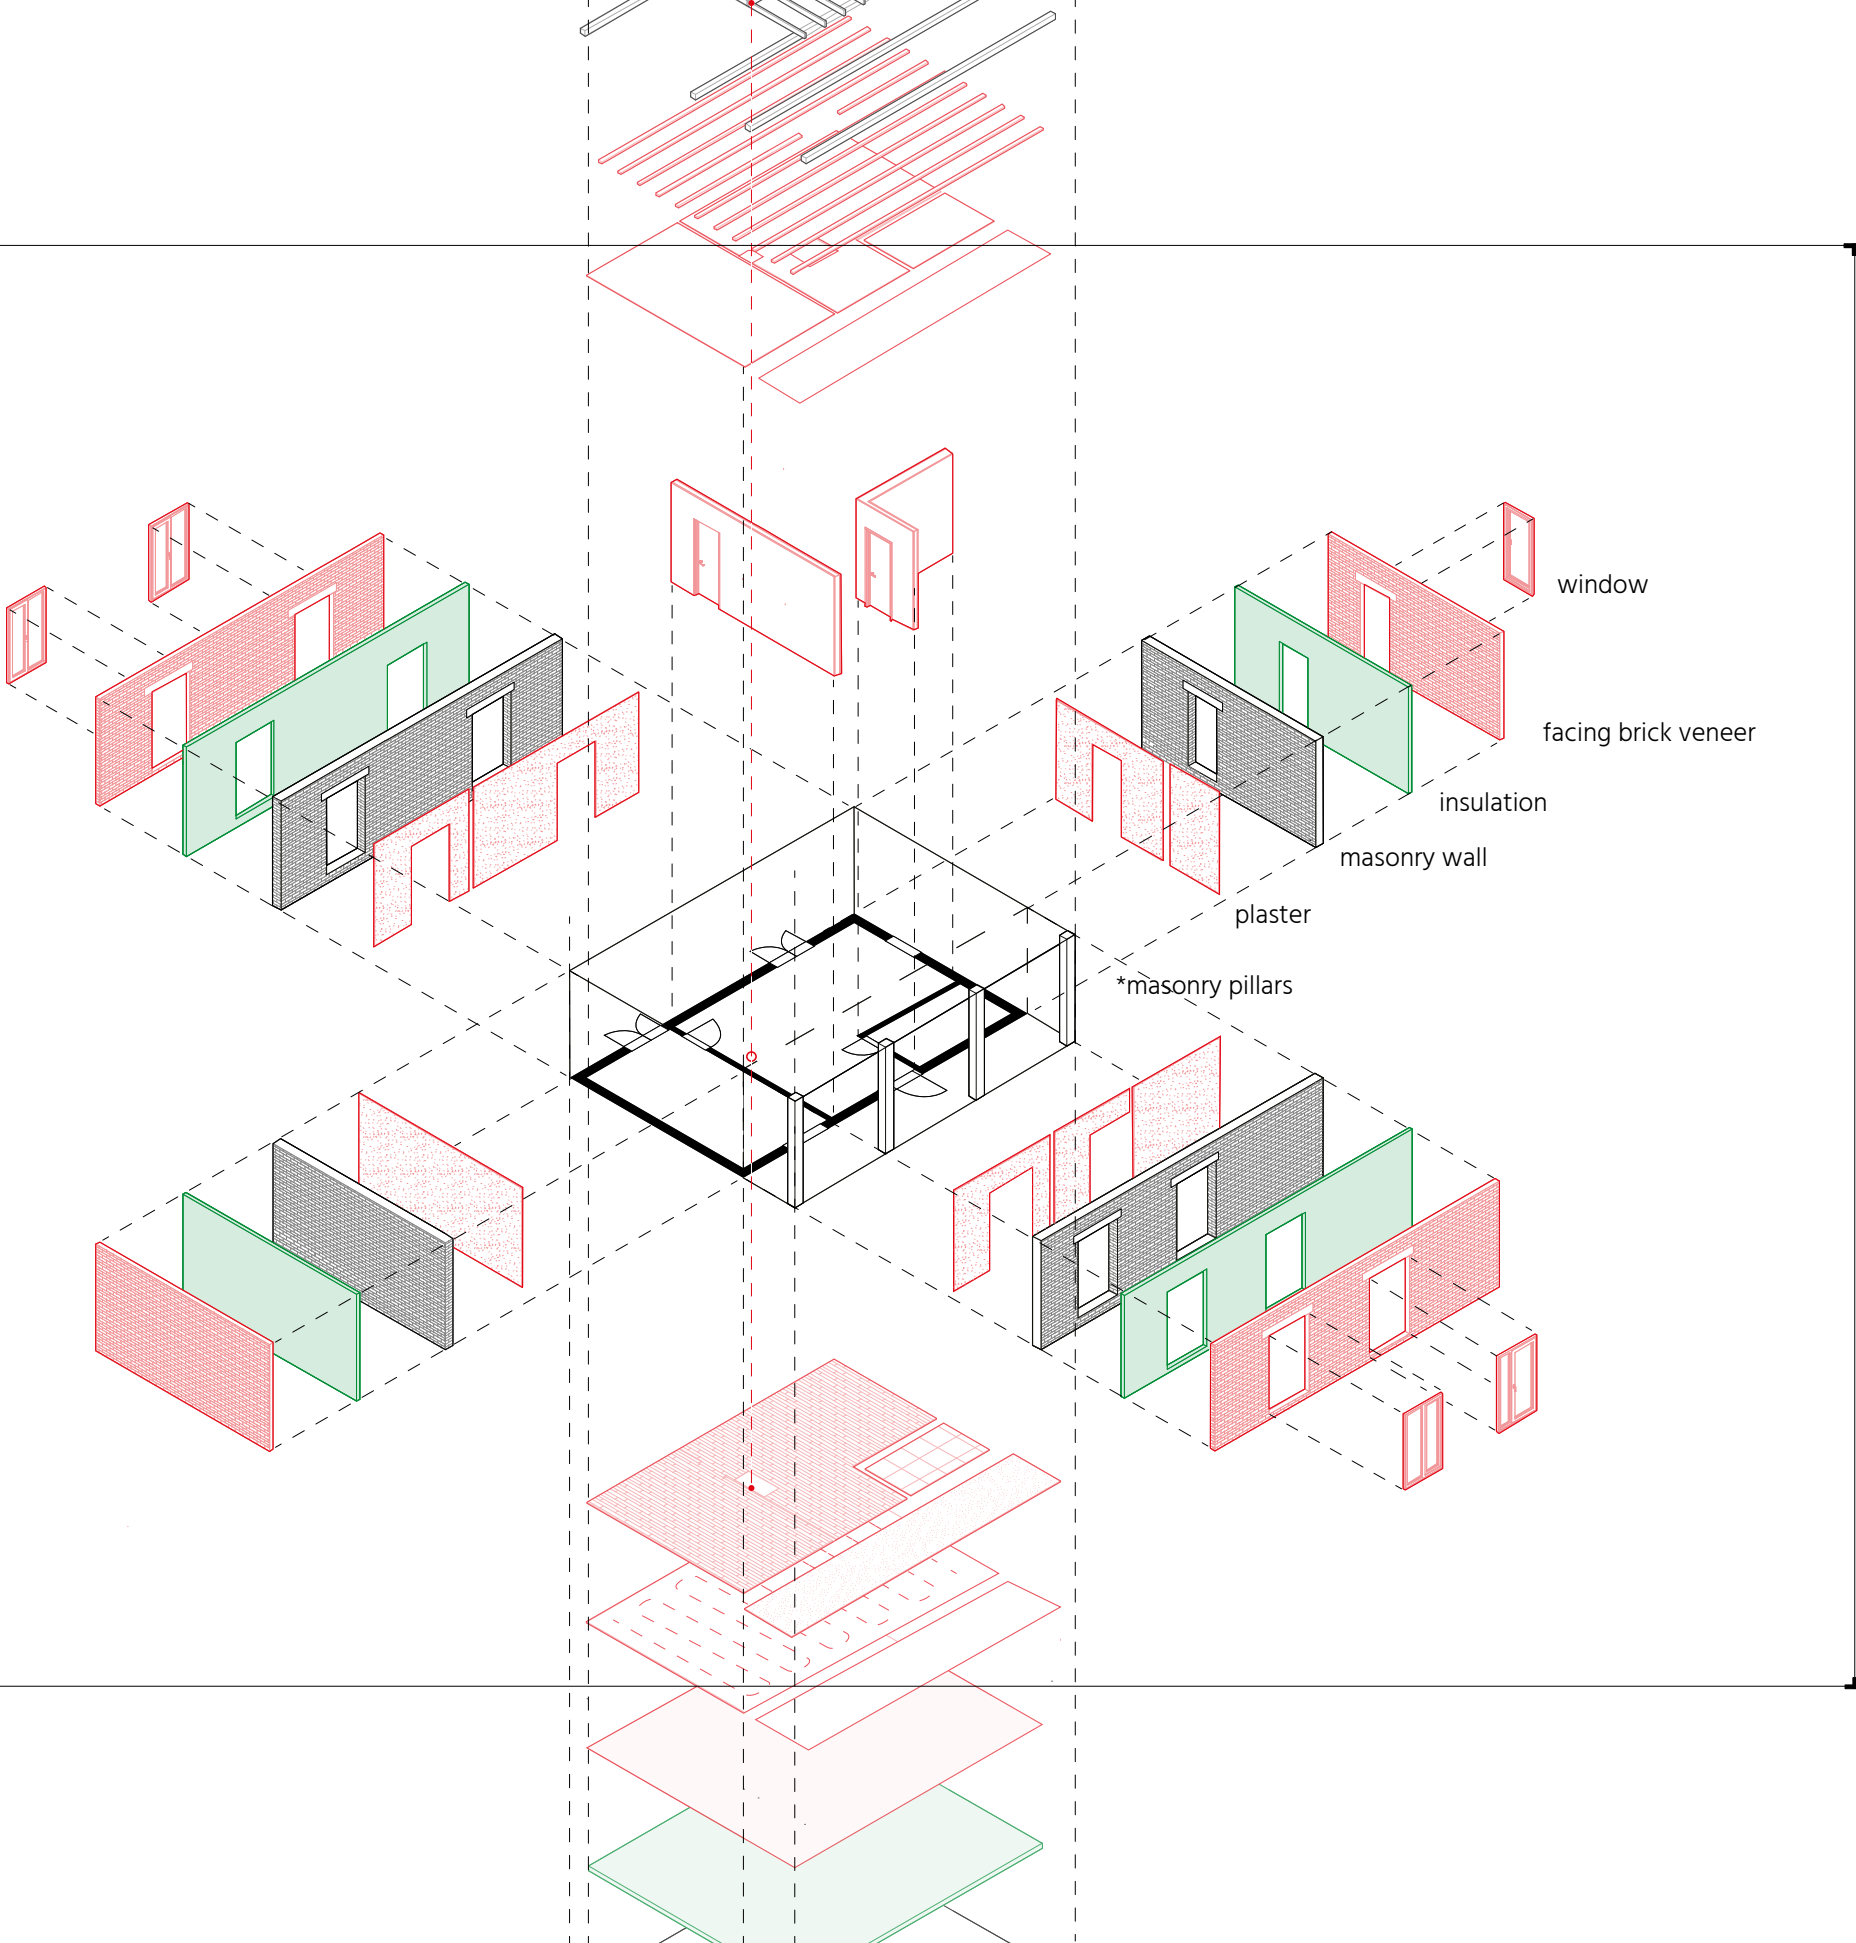 window
facing brick veneer
insulation
masonry wall
plaster
*masonry pillars